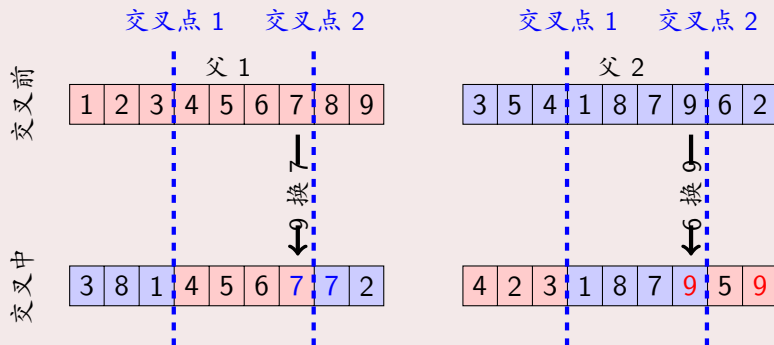 交叉点 1 交叉点 2 交叉点 1 交叉点 2
父 1 父 2
交叉前
1 2 3 4 5 6 7 8 9 3 5 4 1 8 7 9 6 2
9 换 7 6 换 9
交叉中
3 8 1 4 5 6 7 7 2 4 2 3 1 8 7 9 5 9